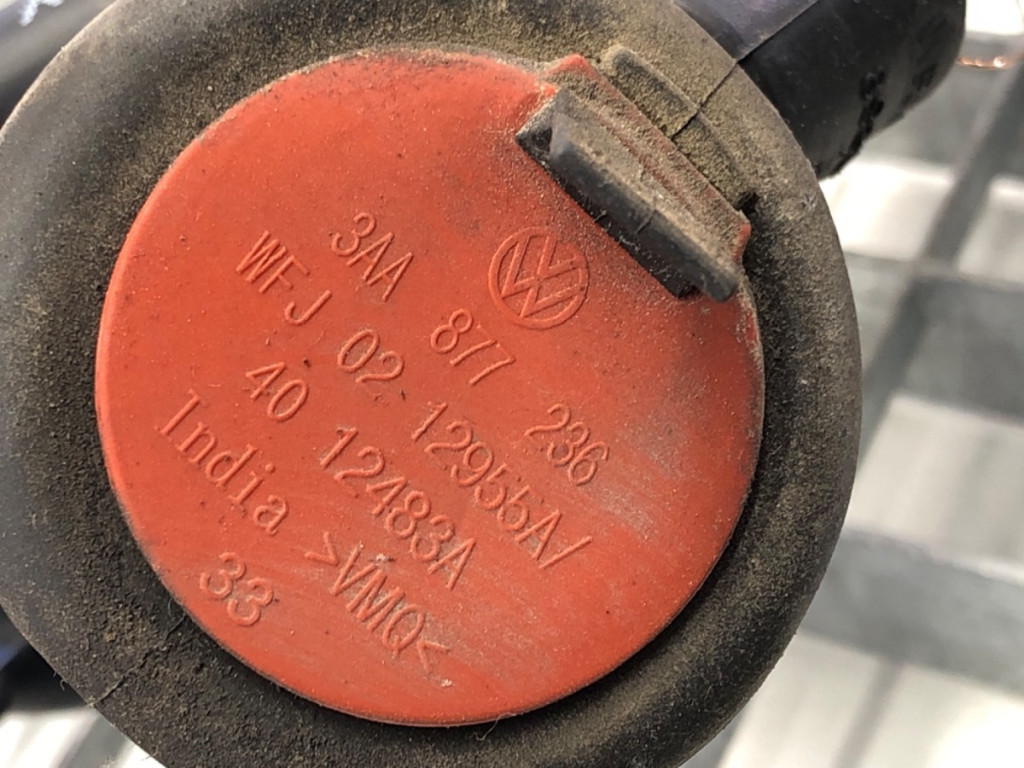 3AA 877 236
WFJ 02 12955A/
40 12483A
India >VMQ<
33